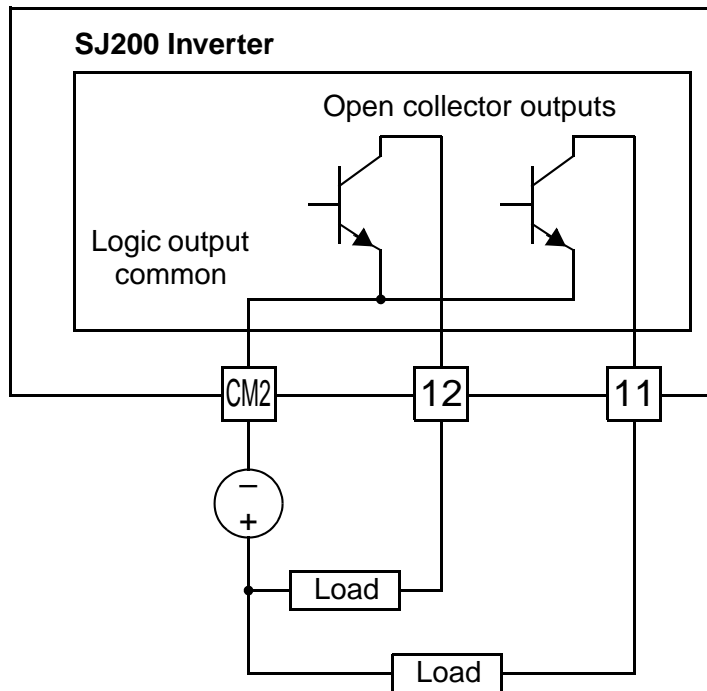 SJ200 Inverter
Open collector outputs
Logic output
common
CM2
12
11
–
+
Load
Load